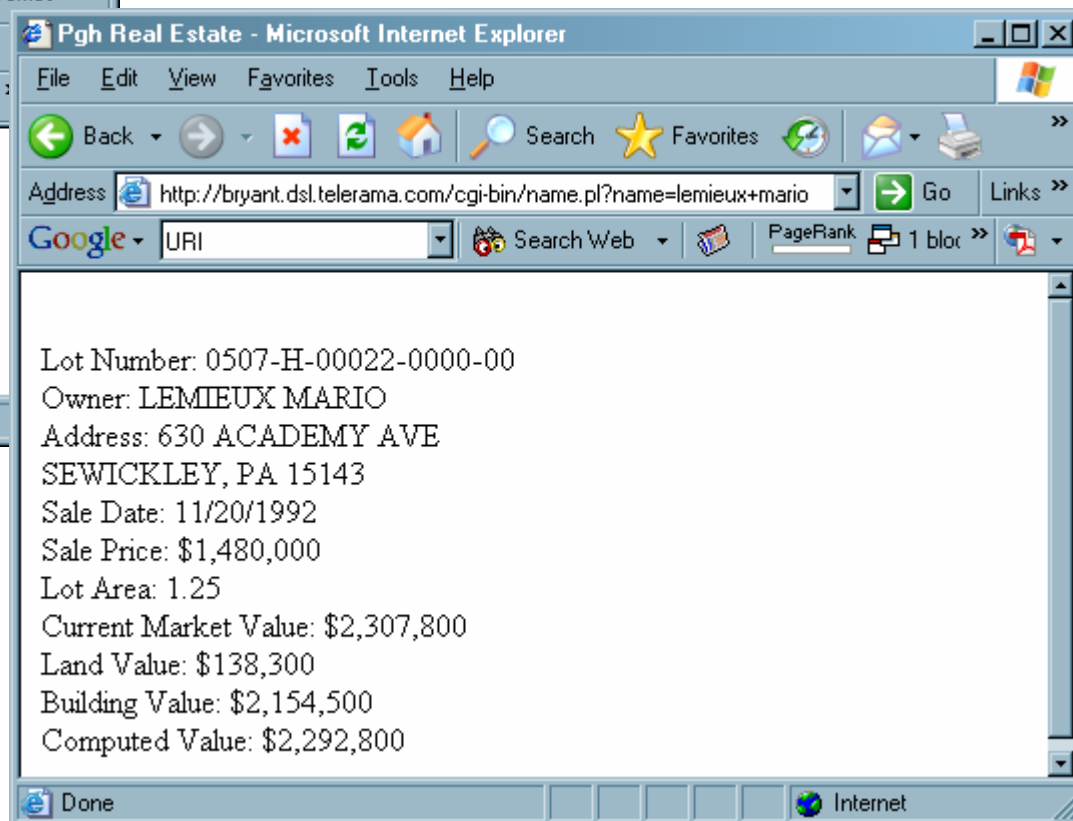 Pgh Real Estate - Microsoft Internet Explorer
File Edit View Favorites Tools Help
Back Search Favorites »
Address http://bryant.dsl.telerama.com/cgi-bin/name.pl?name=lemieux+mario Go Links »
Google URI Search Web PageRank 1 bloc »
Lot Number: 0507-H-00022-0000-00
Owner: LEMIEUX MARIO
Address: 630 ACADEMY AVE
SEWICKLEY, PA 15143
Sale Date: 11/20/1992
Sale Price: $1,480,000
Lot Area: 1.25
Current Market Value: $2,307,800
Land Value: $138,300
Building Value: $2,154,500
Computed Value: $2,292,800
Done Internet